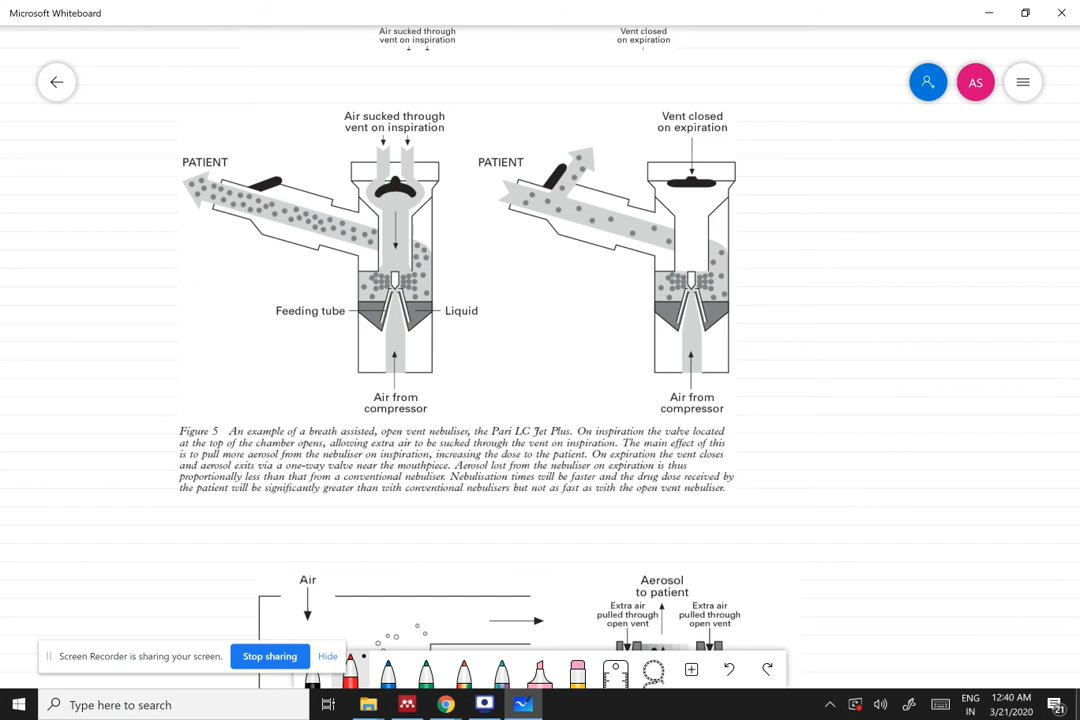 Microsoft Whiteboard
Air sucked through
vent on inspiration
Vent closed
on expiration
AS
Air sucked through
vent on inspiration
Vent closed
on expiration
PATIENT
PATIENT
Feeding tube
Liquid
Air from
compressor
Air from
compressor
Figure 5 An example of a breath assisted, open vent nebuliser, the Pari LC Jet Plus. On inspiration the valve located
at the top of the chamber opens, allowing extra air to be sucked through the vent on inspiration. The main effect of this
is to pull more aerosol from the nebuliser on inspiration, increasing the dose to the patient. On expiration the vent closes
and aerosol exits via a one-way valve near the mouthpiece. Aerosol lost from the nebuliser on expiration is thus
proportionally less than that from a conventional nebuliser. Nebulisation times will be faster and the drug dose received by
the patient will be significantly greater than with conventional nebulisers but not as fast as with the open vent nebuliser.
Air
Aerosol
to patient
Extra air
pulled through
open vent
Extra air
pulled through
open vent
Screen Recorder is sharing your screen.
Stop sharing
Hide
Type here to search
ENG
IN
12:40 AM
3/21/2020
21